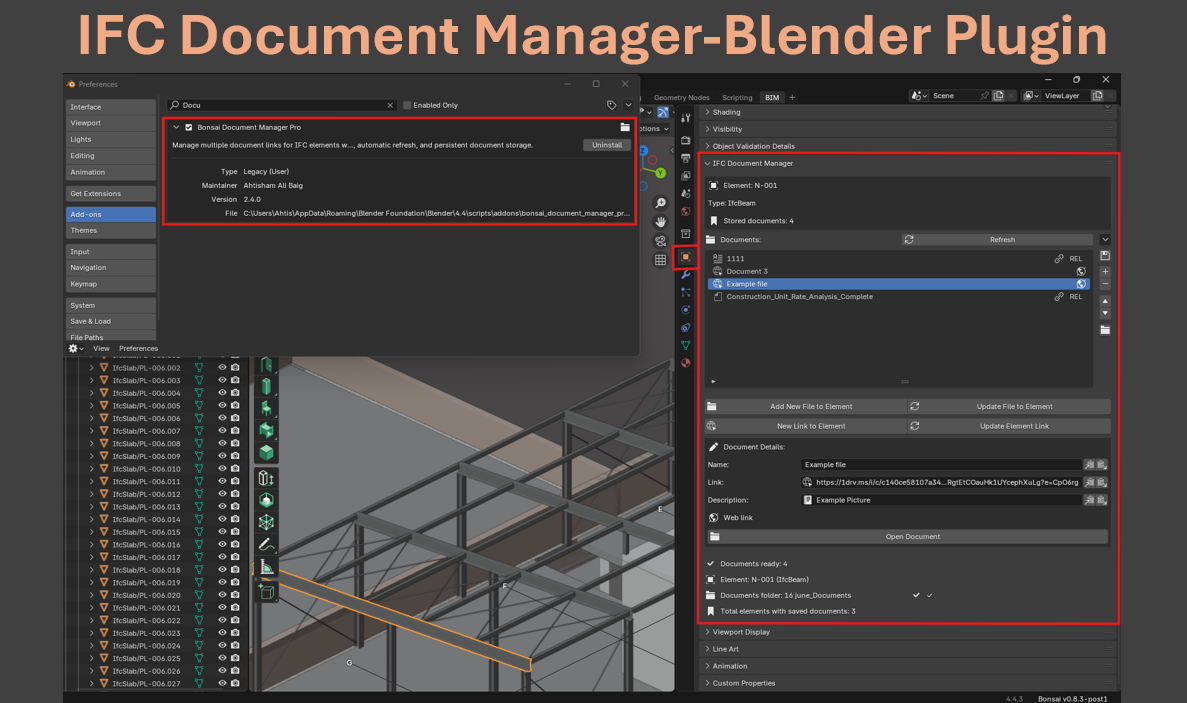 IFC Document Manager-Blender Plugin
Preferences
Interface
Viewport
Lights
Editing
Animation
Get Extensions
Add-ons
Themes
Input
Navigation
Keymap
System
Save & Load
File Paths
View Preferences
Docu
Enabled Only
Bonsai Document Manager Pro
Manage multiple document links for IFC elements w..., automatic refresh, and persistent document storage.
Uninstall
Type Legacy (User)
Maintainer Ahtisham Ali Baig
Version 2.4.0
File C:\Users\Ahtis\AppData\Roaming\Blender Foundation\Blender\4.4\scripts\addons\bonsai_document_manager_pr...
Geometry Nodes Scripting BIM +
Scene
ViewLayer
Z
Y
IfcSlab/PL-006.002
IfcSlab/PL-006.003
IfcSlab/PL-006.004
IfcSlab/PL-006.005
IfcSlab/PL-006.006
IfcSlab/PL-006.007
IfcSlab/PL-006.008
IfcSlab/PL-006.009
IfcSlab/PL-006.010
IfcSlab/PL-006.011
IfcSlab/PL-006.012
IfcSlab/PL-006.013
IfcSlab/PL-006.014
IfcSlab/PL-006.015
IfcSlab/PL-006.016
IfcSlab/PL-006.017
IfcSlab/PL-006.018
IfcSlab/PL-006.019
IfcSlab/PL-006.020
IfcSlab/PL-006.021
IfcSlab/PL-006.022
IfcSlab/PL-006.023
IfcSlab/PL-006.024
IfcSlab/PL-006.025
IfcSlab/PL-006.026
IfcSlab/PL-006.027
E
F
G
Shading
Visibility
Object Validation Details
IFC Document Manager
Element: N-001
Type: IfcBeam
Stored documents: 4
Documents:
Refresh
1111 REL
Document 3
Example file
Construction_Unit_Rate_Analysis_Complete REL
Add New File to Element
Update File to Element
New Link to Element
Update Element Link
Document Details:
Name: Example file
Link: https://1drv.ms/i/c/c140ce58107a34...RgtEtCOauHk1UYcephXuLg?e=CpO6rg
Description: Example Picture
Web link
Open Document
Documents ready: 4
Element: N-001 (IfcBeam)
Documents folder: 16 june_Documents
Total elements with saved documents: 3
Viewport Display
Line Art
Animation
Custom Properties
4.4.3 Bonsai v0.8.3-post1